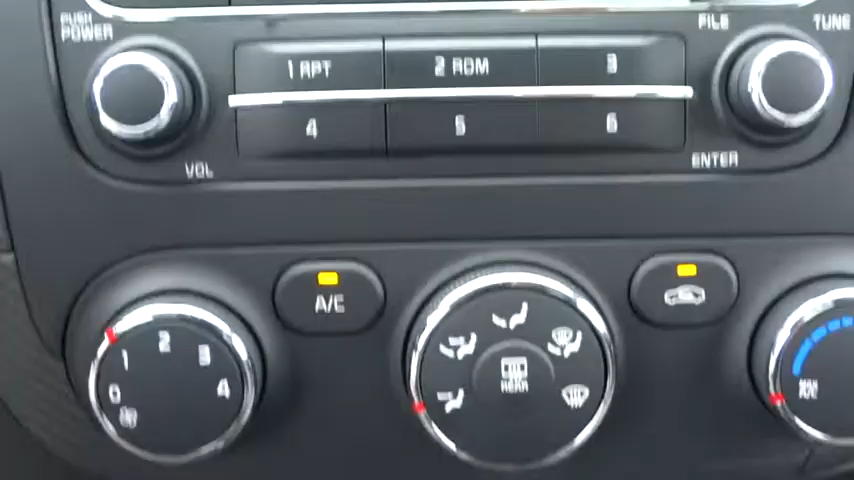 PUSH
POWER
FILE
TUNE
1 RPT
2 RDM
3
4
5
6
VOL
ENTER
A/C
0
1
2
3
4
REAR
MAX
A/C